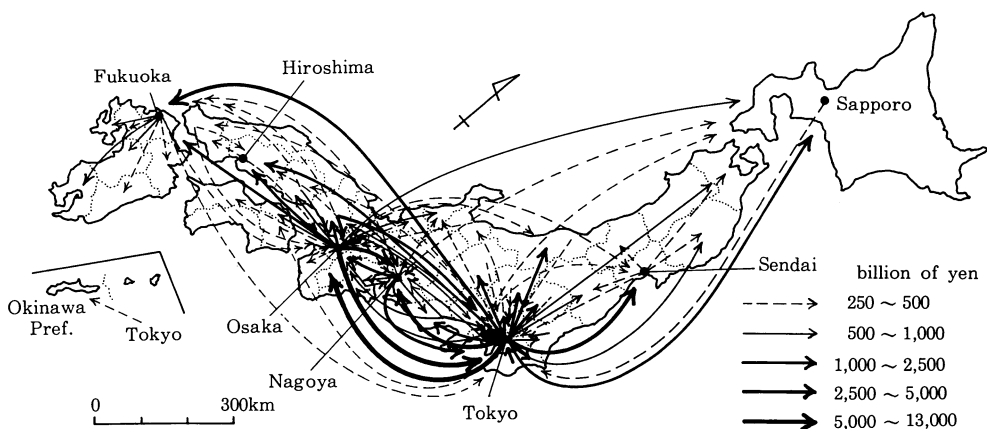 Fukuoka
Hiroshima
Sapporo
Sendai
Okinawa
Pref.
Tokyo
Osaka
Nagoya
Tokyo
0 300km
billion of yen
250 ~ 500
500 ~ 1,000
1,000 ~ 2,500
2,500 ~ 5,000
5,000 ~ 13,000